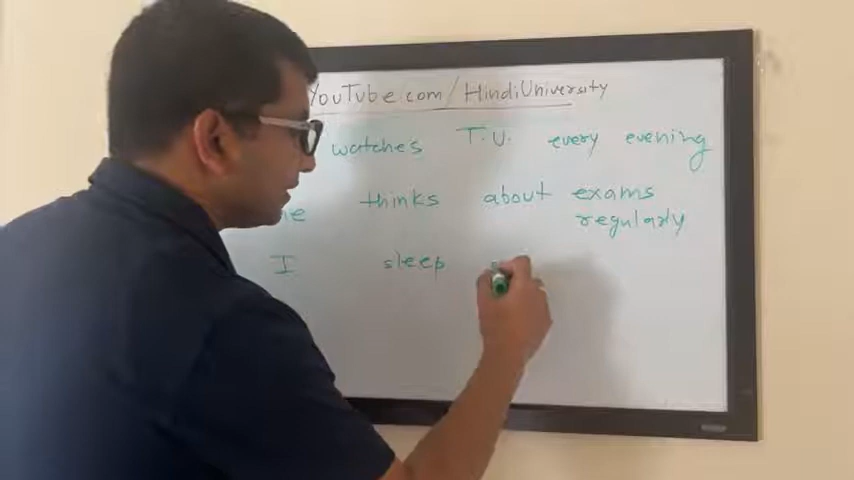 YouTube.com/HindiUniversity
watches T.V. every evening
thinks about exams
regularly
I sleep